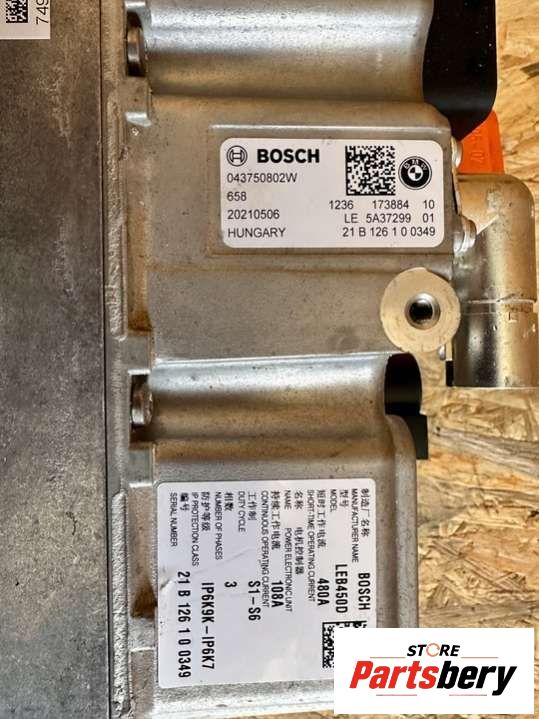 749
BOSCH
BMW
043750802W
658
1236 173884 10
20210506
LE 5A37299 01
HUNGARY
21 B 126 1 0 0349
制造厂名称 BOSCH
MANUFACTURER NAME
型号 LEB450D
MODEL
短时工作电流 480A
SHORT-TIME OPERATING CURRENT
名称 电机控制器
NAME POWER ELECTRONIC UNIT
持续工作电流 108A
CONTINUOUS OPERATING CURRENT
工作制 S1-S6
DUTY CYCLE
相数 3
NUMBER OF PHASES
防护等级 IP6K9K-IP6K7
IP PROTECTION CLASS
编号 21 B 126 1 0 0349
SERIAL NUMBER
STORE
Partsbery